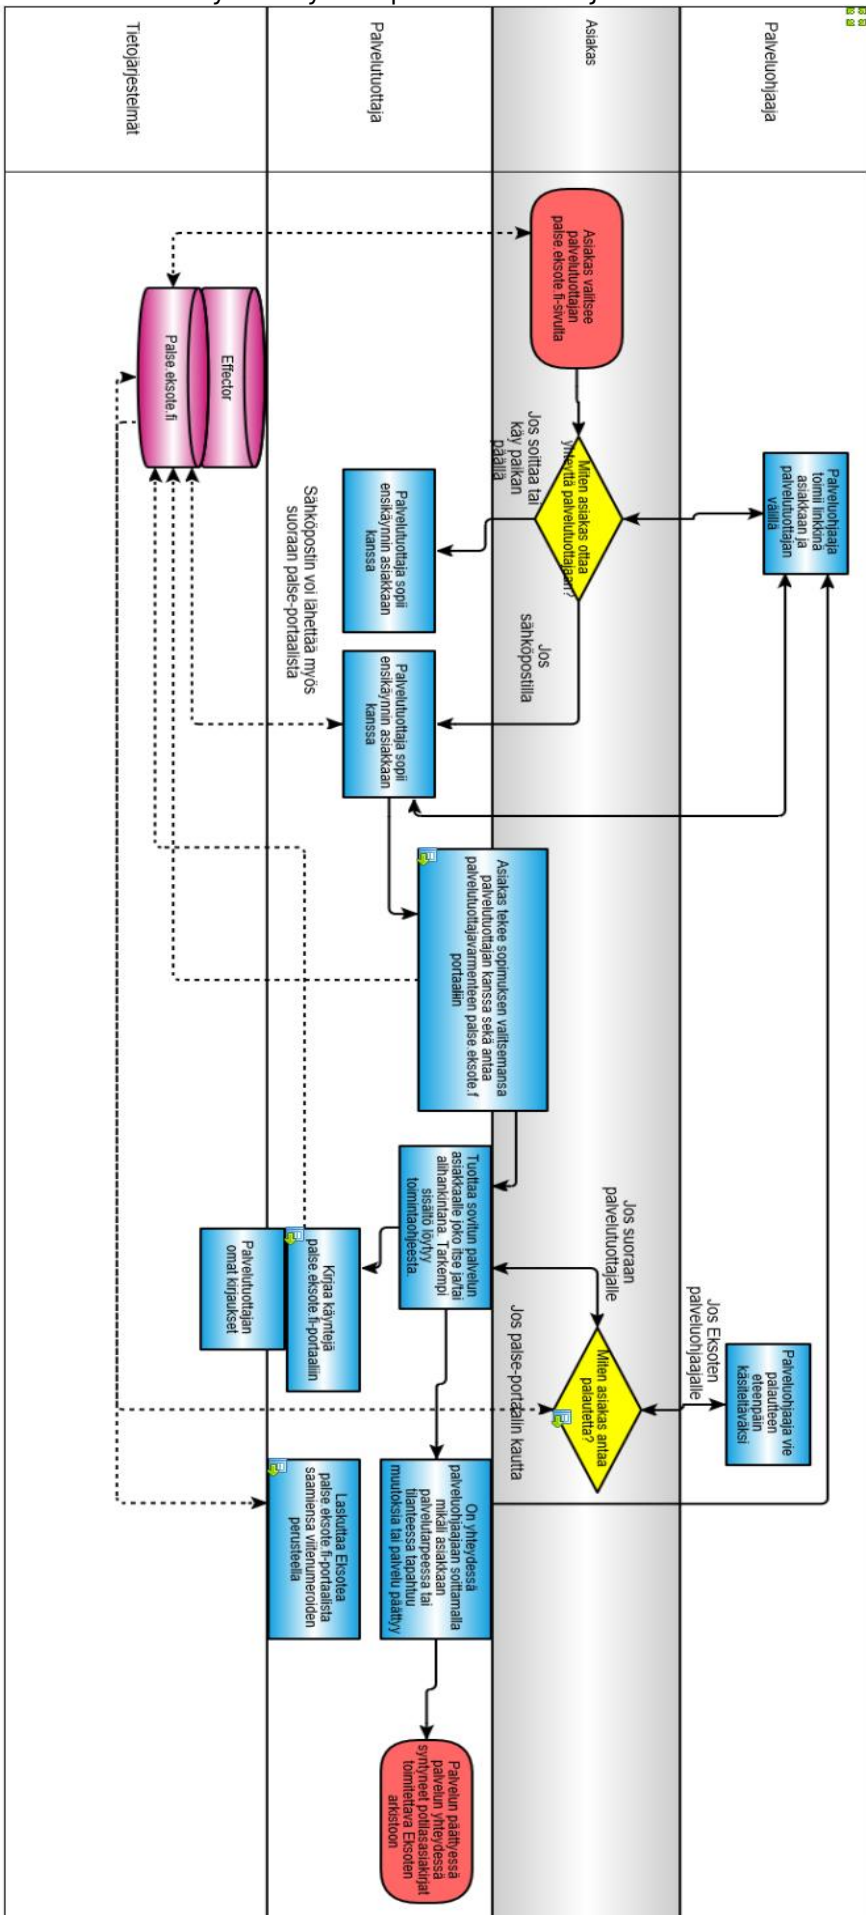 Palveluohjaaja
Asiakas
Palvelutuottaja
Tietojärjestelmät
Palveluohjaaja
toimii linkkinä
asiakkaan ja
palvelutuottajan
välillä
Palveluohjaaja vie
palautteen
eteenpäin
käsiteltäväksi
Jos Eksoten
palveluohjaajalle
Asiakas valitsee
palvelutuottajan
palse.eksote.fi-sivulta
Miten asiakas ottaa
yhteyttä palvelutuottajaan?
Jos soittaa tai
käy paikan
päällä
Jos
sähköpostilla
Miten asiakas antaa
palautetta?
Jos suoraan
palvelutuottajalle
Jos palse-portaalin kautta
Asiakas tekee sopimuksen valitsemansa
palvelutuottajan kanssa sekä antaa
palvelutuottajavarmenteen palse.eksote.f
portaaliin
Palvelutuottaja sopii
ensikäynnin asiakkaan
kanssa
Palvelutuottaja sopii
ensikäynnin asiakkaan
kanssa
Sähköpostin voi lähettää myös
suoraan palse-portaalista
Tuottaa sovitun palvelun
asiakkaalle joko itse ja/tai
alihankintana. Tarkempi
sisältö löytyy
toimintaohjeesta.
Kirjaa käyntejä
palse.eksote.fi-portaaliin
Palvelutuottajan
omat kirjaukset
On yhteydessä
palveluohjaajaan soittamalla
mikäli asiakkaan
palvelutarpeessa tai
tilanteessa tapahtuu
muutoksia tai palvelu päättyy
Laskuttaa Eksotea
palse.eksote.fi-portaalista
saamiensa viitenumeroiden
perusteella
Palvelun päättyessä
palvelun yhteydessä
syntyneet potilasasiakirjat
toimitettava Eksoten
arkistoon
Effector
Palse.eksote.fi